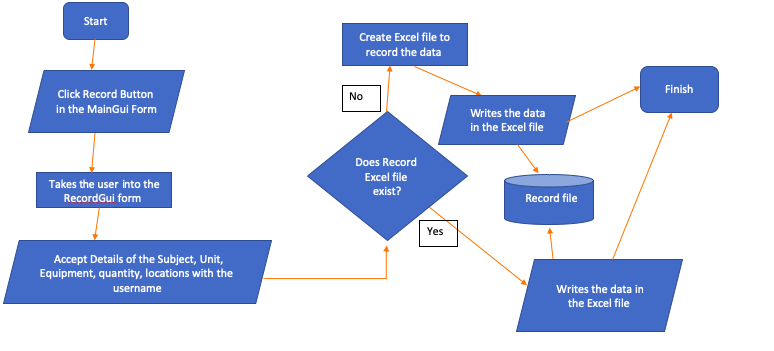 Start
Click Record Button
in the MainGui Form
Takes the user into the
RecordGui form
Accept Details of the Subject, Unit,
Equipment, quantity, locations with the
username
Does Record
Excel file
exist?
No
Create Excel file to
record the data
Writes the data
in the Excel file
Record file
Finish
Yes
Writes the data in
the Excel file